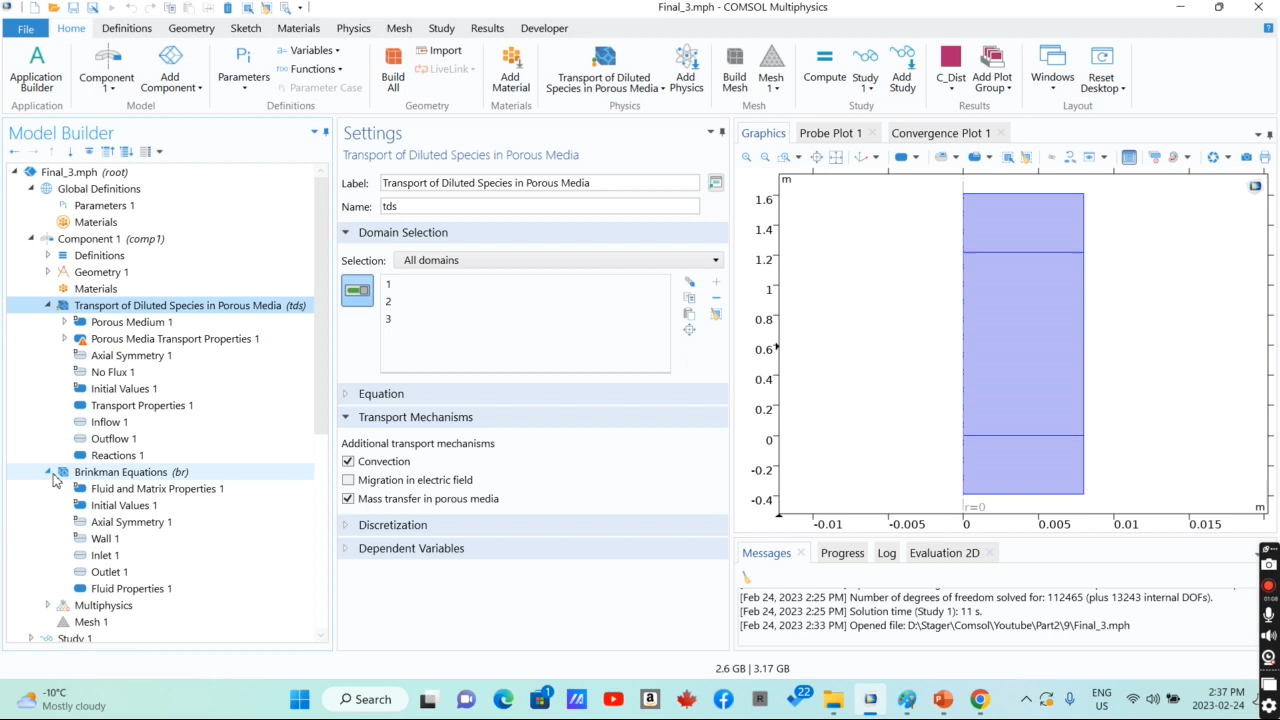 Final_3.mph - COMSOL Multiphysics
File Home Definitions Geometry Sketch Materials Physics Mesh Study Results Developer
Application Builder
Application
Component 1
Add Component
Model
Parameters
a= Variables
f(x) Functions
Pi Parameter Case
Definitions
Build All
Import
LiveLink
Geometry
Add Material
Materials
Transport of Diluted Species in Porous Media
Add Physics
Physics
Build Mesh
Mesh 1
Mesh
Compute
Study 1
Add Study
Study
C_Dist
Add Plot Group
Results
Windows
Reset Desktop
Layout
Model Builder
Final_3.mph (root)
Global Definitions
Pi Parameters 1
Materials
Component 1 (comp1)
Definitions
Geometry 1
Materials
Transport of Diluted Species in Porous Media (tds)
Porous Medium 1
Porous Media Transport Properties 1
Axial Symmetry 1
No Flux 1
Initial Values 1
Transport Properties 1
Inflow 1
Outflow 1
Reactions 1
Brinkman Equations (br)
Fluid and Matrix Properties 1
Initial Values 1
Axial Symmetry 1
Wall 1
Inlet 1
Outlet 1
Fluid Properties 1
Multiphysics
Mesh 1
Study 1
Settings
Transport of Diluted Species in Porous Media
Label: Transport of Diluted Species in Porous Media
Name: tds
Domain Selection
Selection: All domains
1
2
3
Equation
Transport Mechanisms
Additional transport mechanisms
Convection
Migration in electric field
Mass transfer in porous media
Discretization
Dependent Variables
Graphics Probe Plot 1 Convergence Plot 1
m
1.6
1.4
1.2
1
0.8
0.6
0.4
0.2
0
-0.2
-0.4
r=0
m
-0.01 -0.005 0 0.005 0.01 0.015
Messages Progress Log Evaluation 2D
[Feb 24, 2023 2:25 PM] Number of degrees of freedom solved for: 112465 (plus 13243 internal DOFs).
[Feb 24, 2023 2:25 PM] Solution time (Study 1): 11 s.
[Feb 24, 2023 2:33 PM] Opened file: D:\Stager\Comsol\Youtube\Part2\9\Final_3.mph
2.6 GB | 3.17 GB
01:08
-10°C
Mostly cloudy
Search
1
22
ENG
US
2:37 PM
2023-02-24